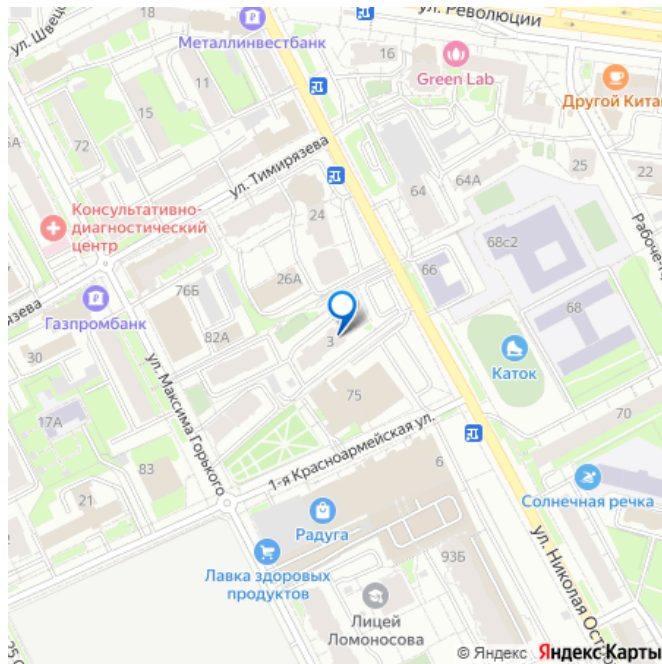 ул. Революции
ул. Швец
Металлинвестбанк
16
Green Lab
Другой Кита
11
15
72
ул. Тимирязева
25
22
64
64А
Консультативно-
диагностический
центр
24
68с2
Рабоче-
66
26А
76Б
68
Газпромбанк
82А
3
30
Каток
ул. Максима Горького
75
17А
70
1-я Красноармейская ул.
83
6
21
Солнечная речка
Радуга
ул. Николая Остро
93Б
Лавка здоровых
продуктов
Лицей
Ломоносова
© Яндекс Яндекс Карты